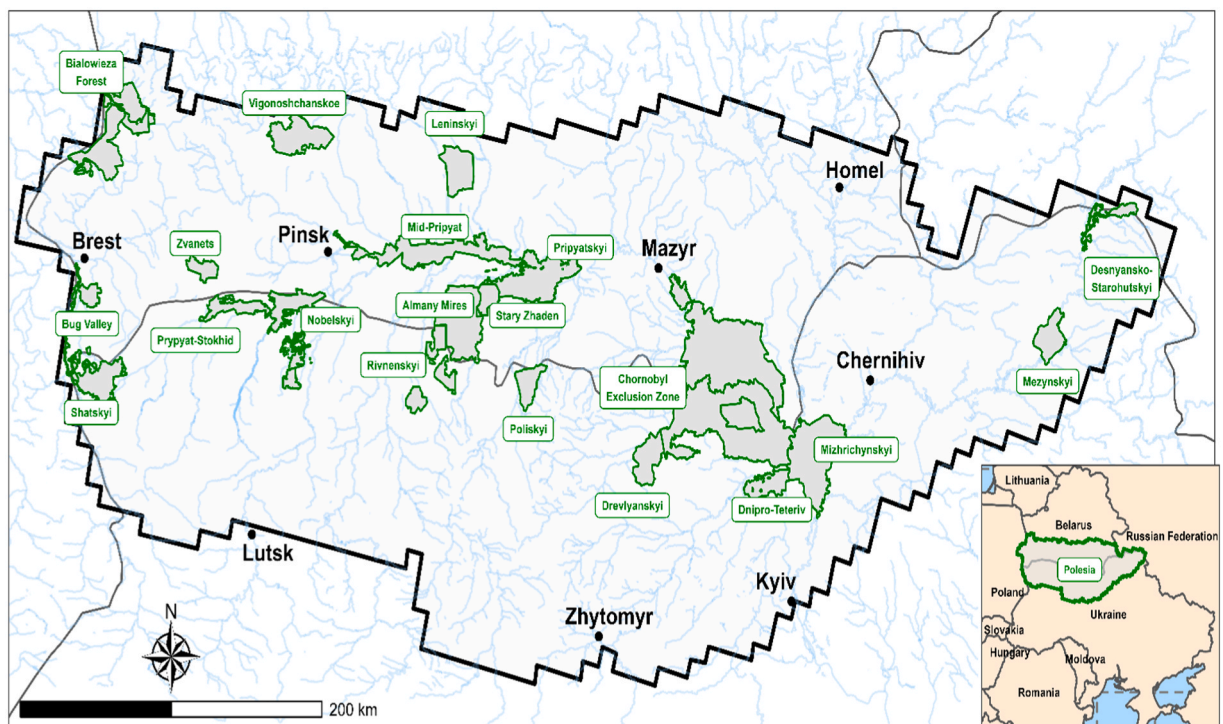 Bialowieza
Forest
Vigonoshchanskoe
Leninskyi
Homel
Brest
Zvanets
Pinsk
Mid-Pripyat
Pripyatskyi
Mazyr
Desnyansko-
Starohutskyi
Bug Valley
Prypyat-Stokhid
Nobelskyi
Almany Mires
Stary Zhaden
Rivnenskyi
Chornobyl
Exclusion Zone
Chernihiv
Mezynskyi
Shatskyi
Poliskyi
Mizhrichynskyi
Drevlyanskyi
Dnipro-Teteriv
Lutsk
Kyiv
Zhytomyr
N
200 km
Lithuania
Belarus
Russian Federation
Polesia
Poland
Ukraine
Slovakia
Hungary
Moldova
Romania